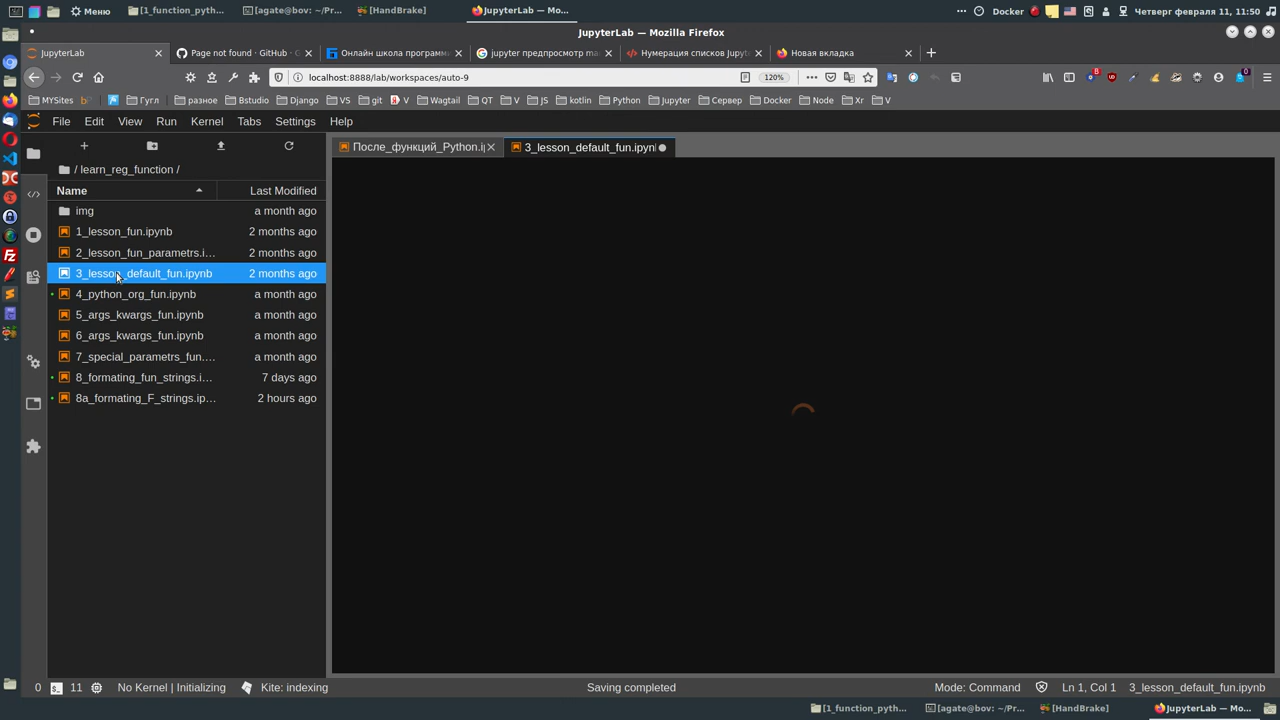 Меню
[1_function_pyth...
[agate@bov: ~/Pr...
[HandBrake]
JupyterLab — Mo...
Docker
Четверг февраля 11, 11:50
JupyterLab — Mozilla Firefox
JupyterLab
Page not found · GitHub · G
Онлайн школа программ
jupyter предпросмотр ma
Нумерация списков Jupyt
Новая вкладка
localhost:8888/lab/workspaces/auto-9
120%
8
0
MYSites
Гугл
разное
Bstudio
Django
VS
git
V
Wagtail
QT
V
JS
kotlin
Python
Jupyter
Сервер
Docker
Node
Xr
V
File
Edit
View
Run
Kernel
Tabs
Settings
Help
/ learn_reg_function /
После_функций_Python.i
3_lesson_default_fun.ipyn
Name
Last Modified
img
a month ago
1_lesson_fun.ipynb
2 months ago
2_lesson_fun_parametrs.i...
2 months ago
3_lesson_default_fun.ipynb
2 months ago
4_python_org_fun.ipynb
a month ago
5_args_kwargs_fun.ipynb
a month ago
6_args_kwargs_fun.ipynb
a month ago
7_special_parametrs_fun....
a month ago
8_formating_fun_strings.i...
7 days ago
8a_formating_F_strings.ip...
2 hours ago
0
11
No Kernel | Initializing
Kite: indexing
Saving completed
Mode: Command
Ln 1, Col 1
3_lesson_default_fun.ipynb
[1_function_pyth...
[agate@bov: ~/Pr...
[HandBrake]
JupyterLab — Mo...